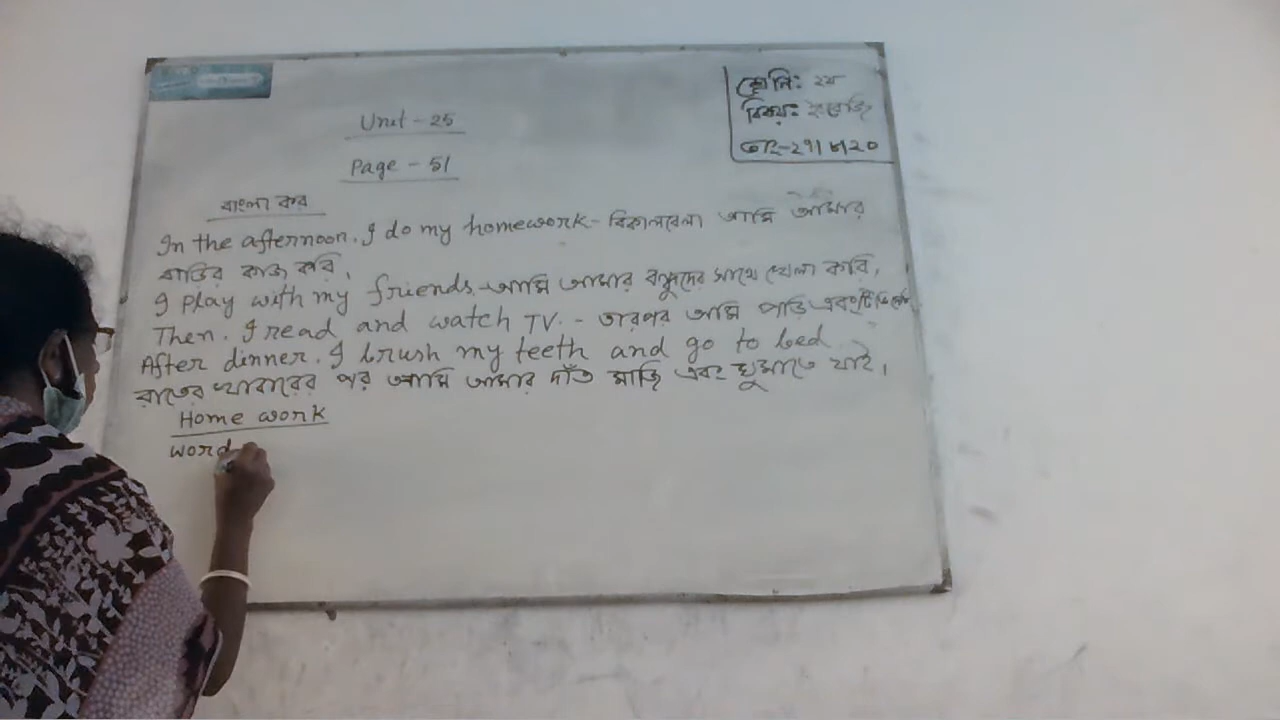 শ্রেণি: ২য়
বিষয়: ইংরেজি
তাং-২৭/৮/২০
Unit - 25
Page - 51
বাংলা কর
In the afternoon, I do my homework - বিকালবেলা আমি আমার
বাড়ির কাজ করি।
I play with my friends. - আমি আমার বন্ধুদের সাথে খেলা করি।
Then, I read and watch TV. - তারপর আমি পড়ি এবং
After dinner, I brush my teeth and go to bed.
রাতের খাবারের পর আমি আমার দাঁত মাজি এবং ঘুমাতে যাই।
Home work
word